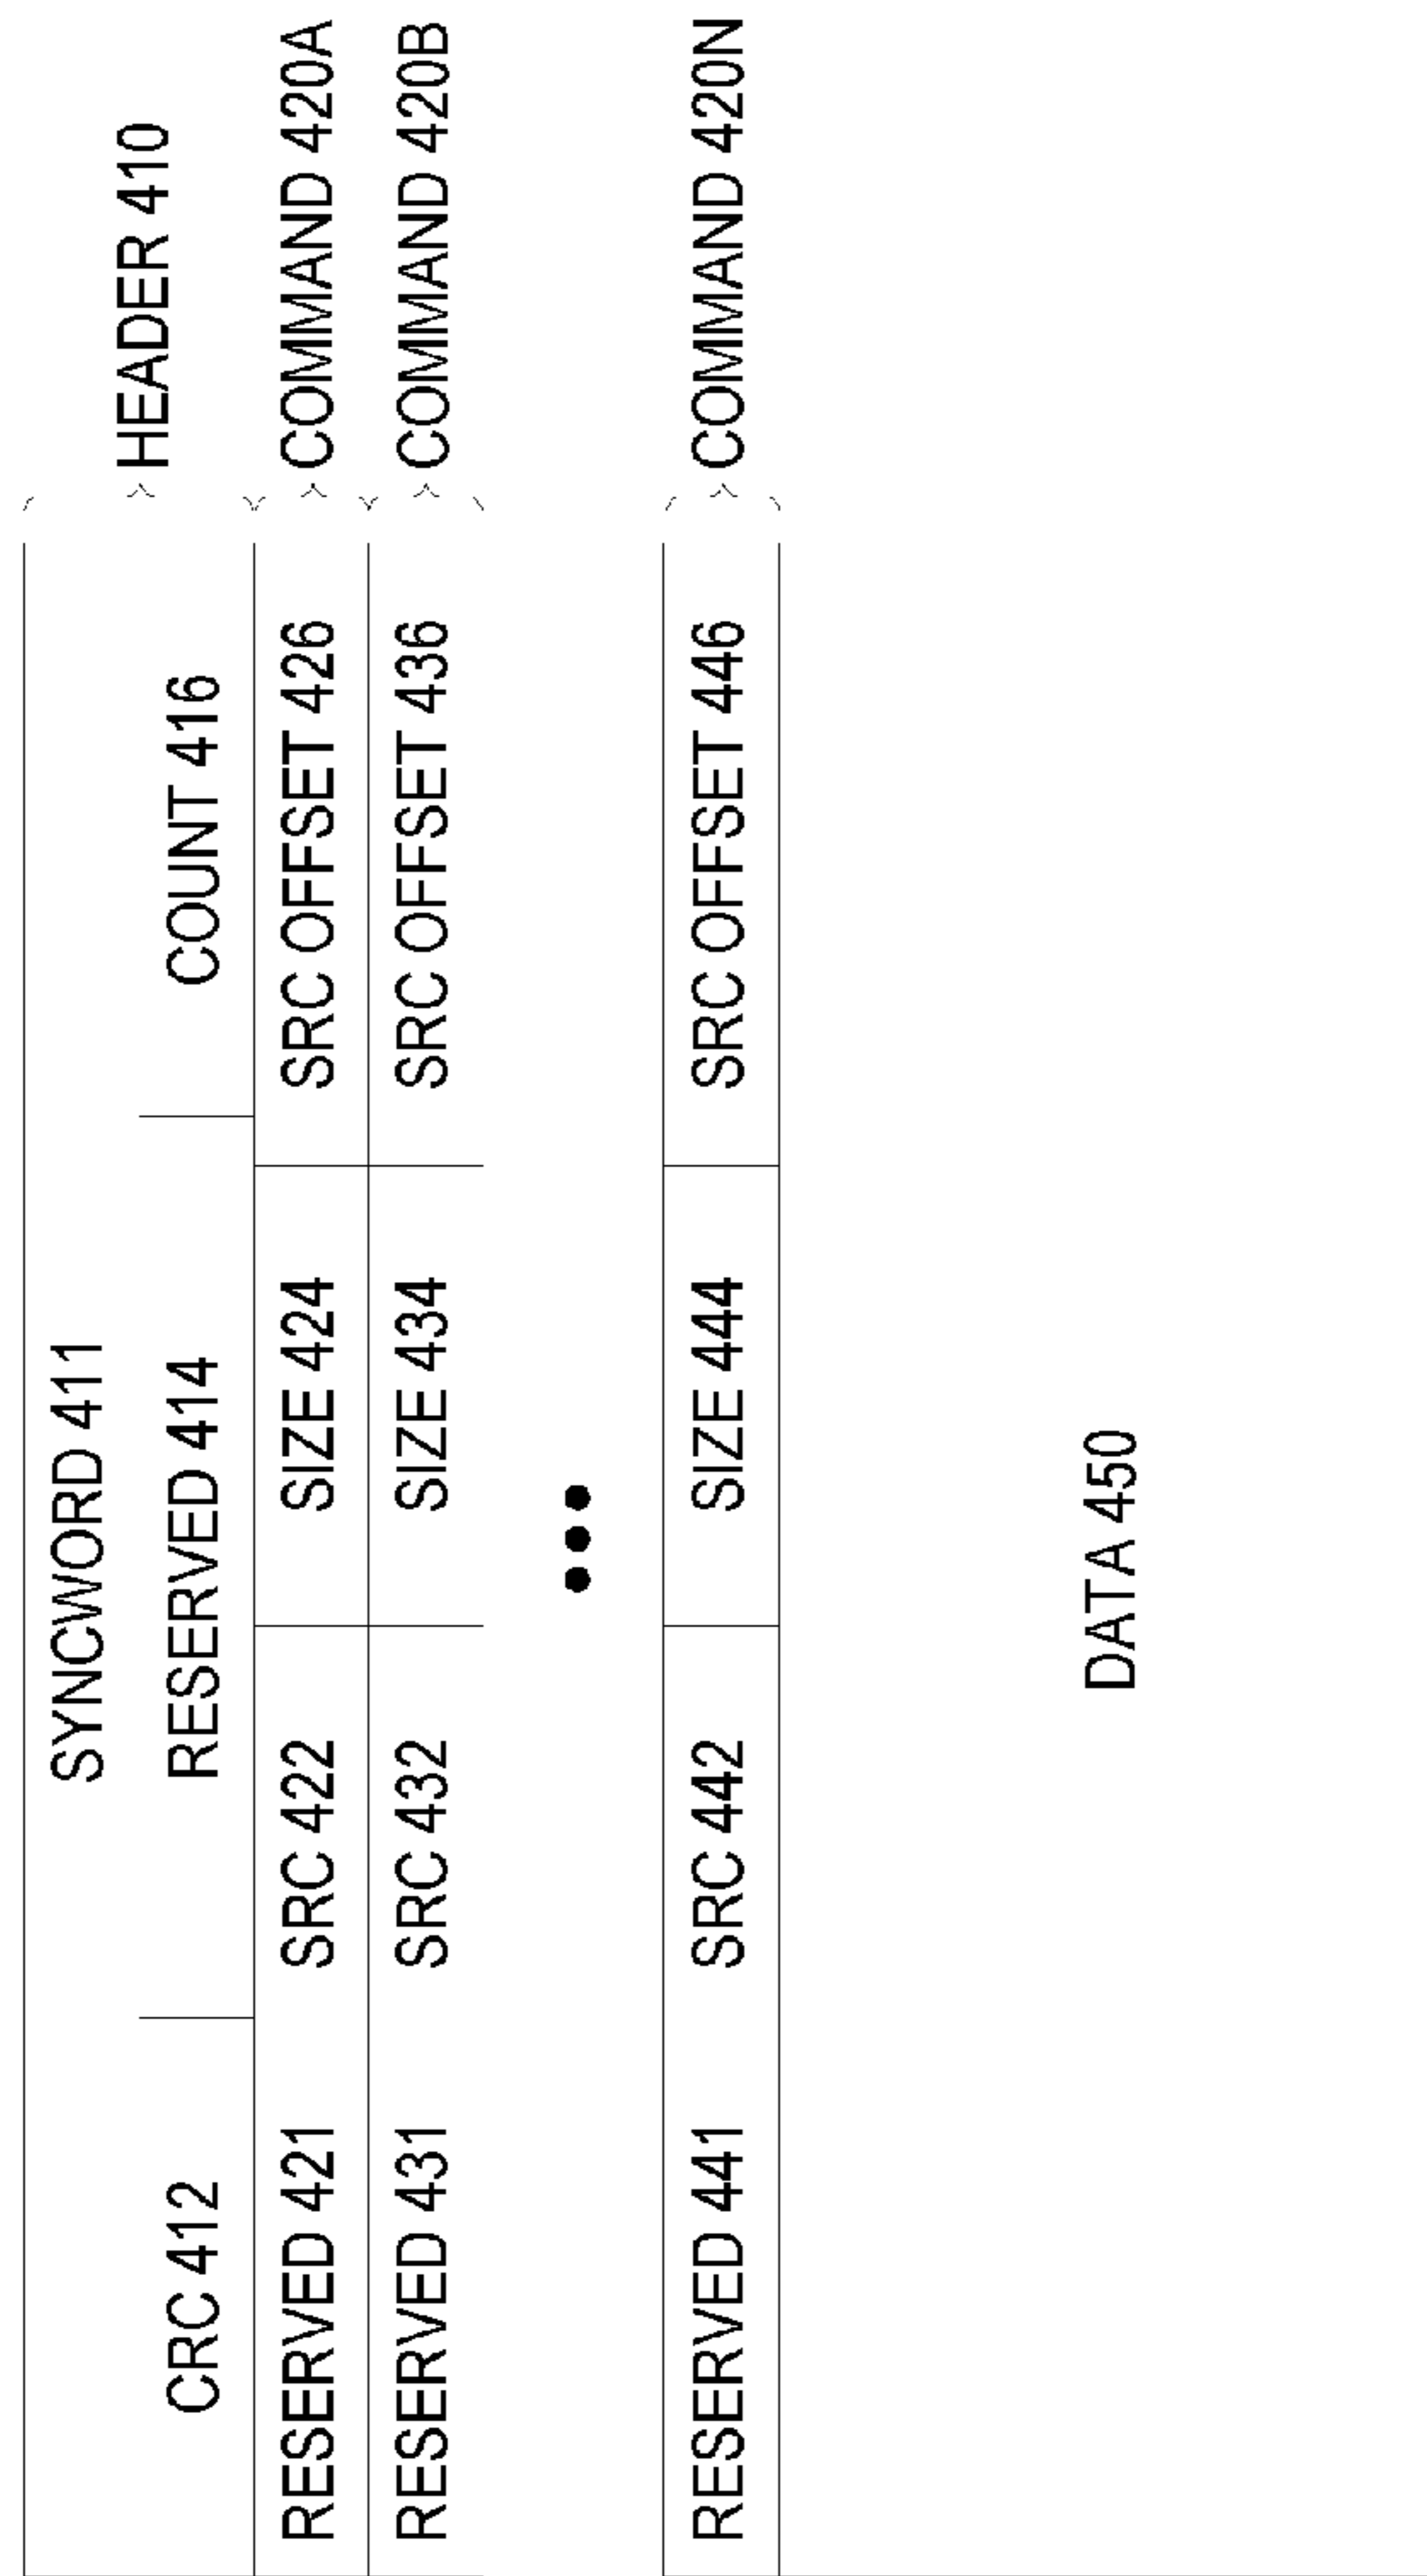 SYNCWORD 411
CRC 412 RESERVED 414 COUNT 416 HEADER 410
RESERVED 421 SRC 422 SIZE 424 SRC OFFSET 426 COMMAND 420A
RESERVED 431 SRC 432 SIZE 434 SRC OFFSET 436 COMMAND 420B
RESERVED 441 SRC 442 SIZE 444 SRC OFFSET 446 COMMAND 420N
DATA 450